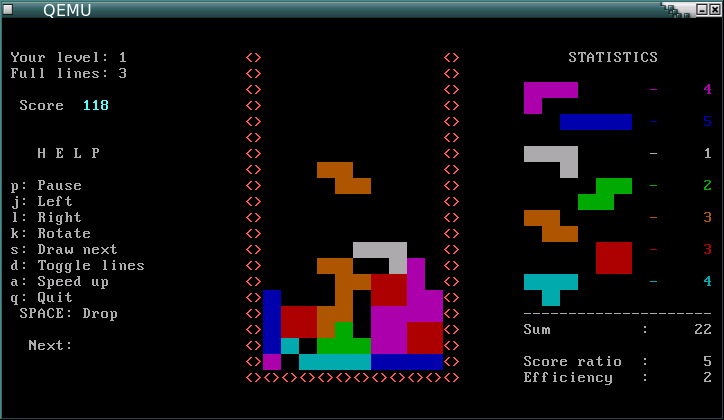 QEMU
Your level: 1
Full lines: 3
Score 118
H E L P
p: Pause
j: Left
l: Right
k: Rotate
s: Draw next
d: Toggle lines
a: Speed up
q: Quit
SPACE: Drop
Next:
STATISTICS
- 4
- 5
- 1
- 2
- 3
- 3
- 4
Sum : 22
Score ratio : 5
Efficiency : 2